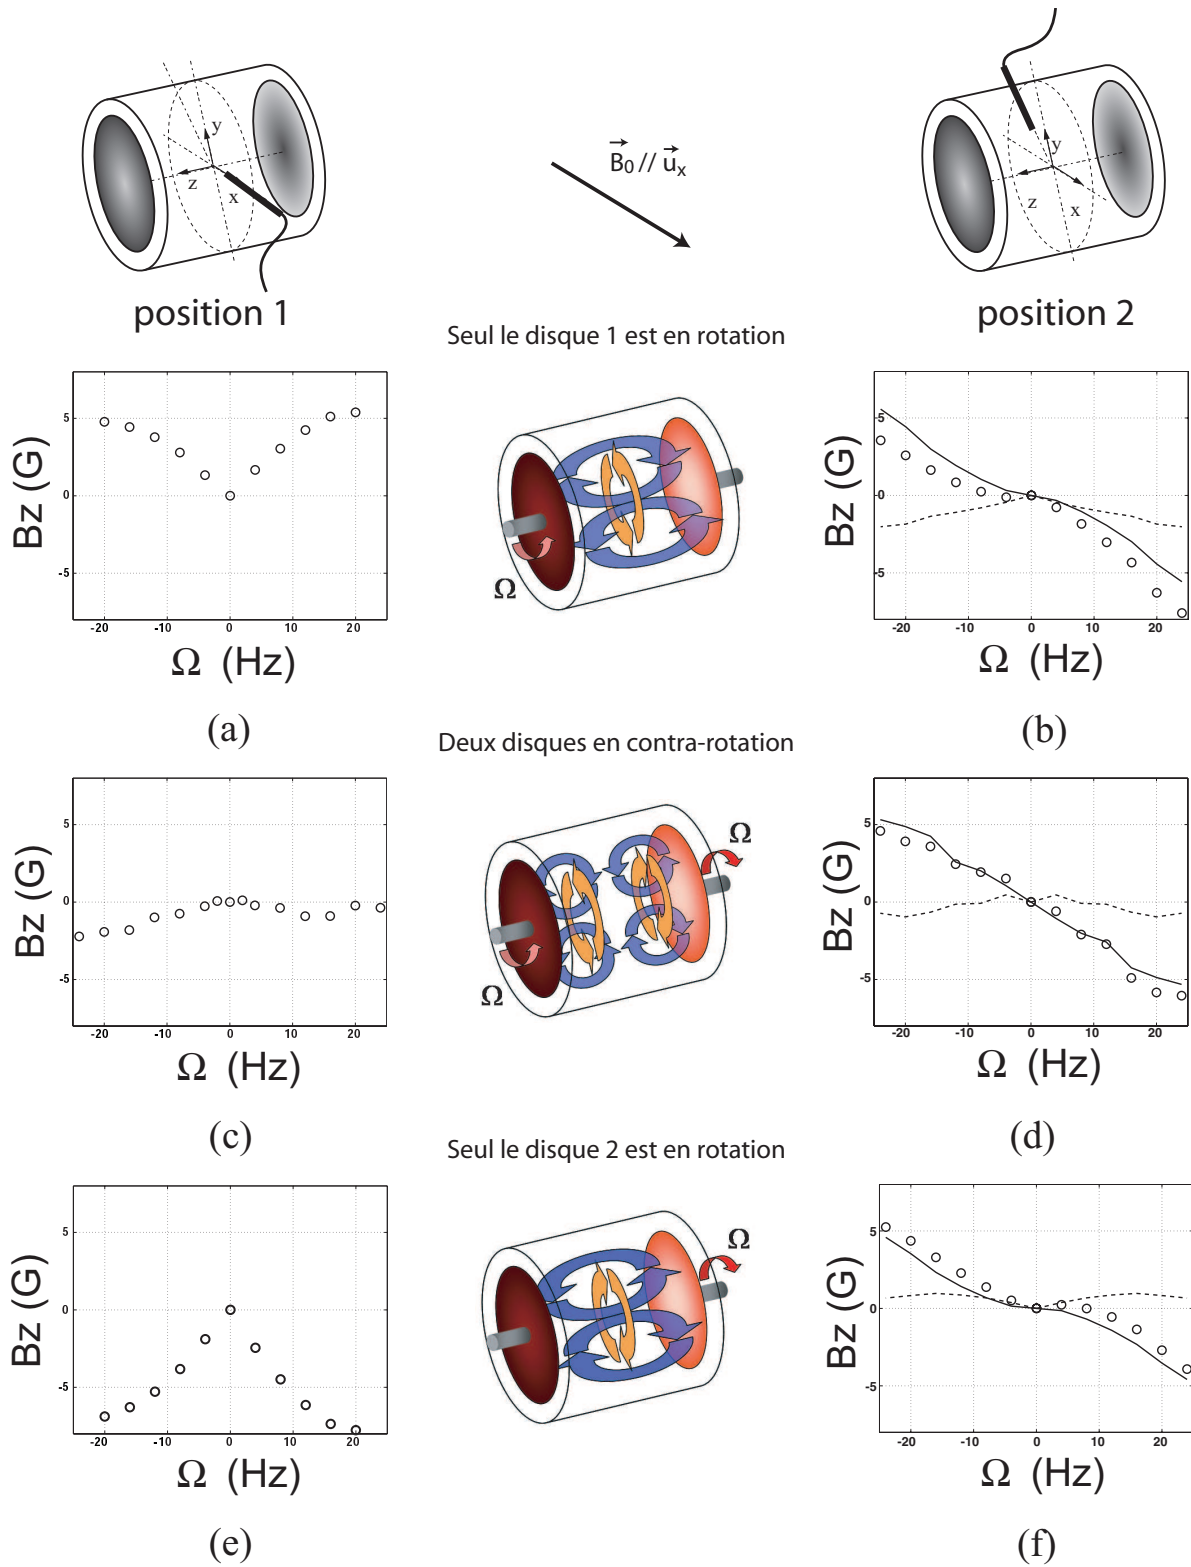 y
z
x
position 1
B₀ // uₓ
y
z
x
position 2
Seul le disque 1 est en rotation
Bz (G)
5
0
-5
-20 -10 0 10 20
Ω (Hz)
(a)
Ω
Bz (G)
5
0
-5
-20 -10 0 10 20
Ω (Hz)
(b)
Deux disques en contra-rotation
Bz (G)
5
0
-5
-20 -10 0 10 20
Ω (Hz)
(c)
Ω
Ω
Bz (G)
5
0
-5
-20 -10 0 10 20
Ω (Hz)
(d)
Seul le disque 2 est en rotation
Bz (G)
5
0
-5
-20 -10 0 10 20
Ω (Hz)
(e)
Ω
Bz (G)
5
0
-5
-20 -10 0 10 20
Ω (Hz)
(f)